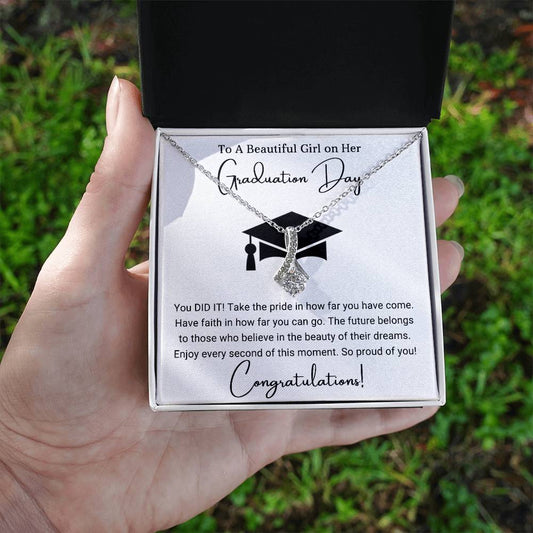 To A Beautiful Girl on Her
Graduation Day
You DID IT! Take the pride in how far you have come.
Have faith in how far you can go. The future belongs
to those who believe in the beauty of their dreams.
Enjoy every second of this moment. So proud of you!
Congratulations!